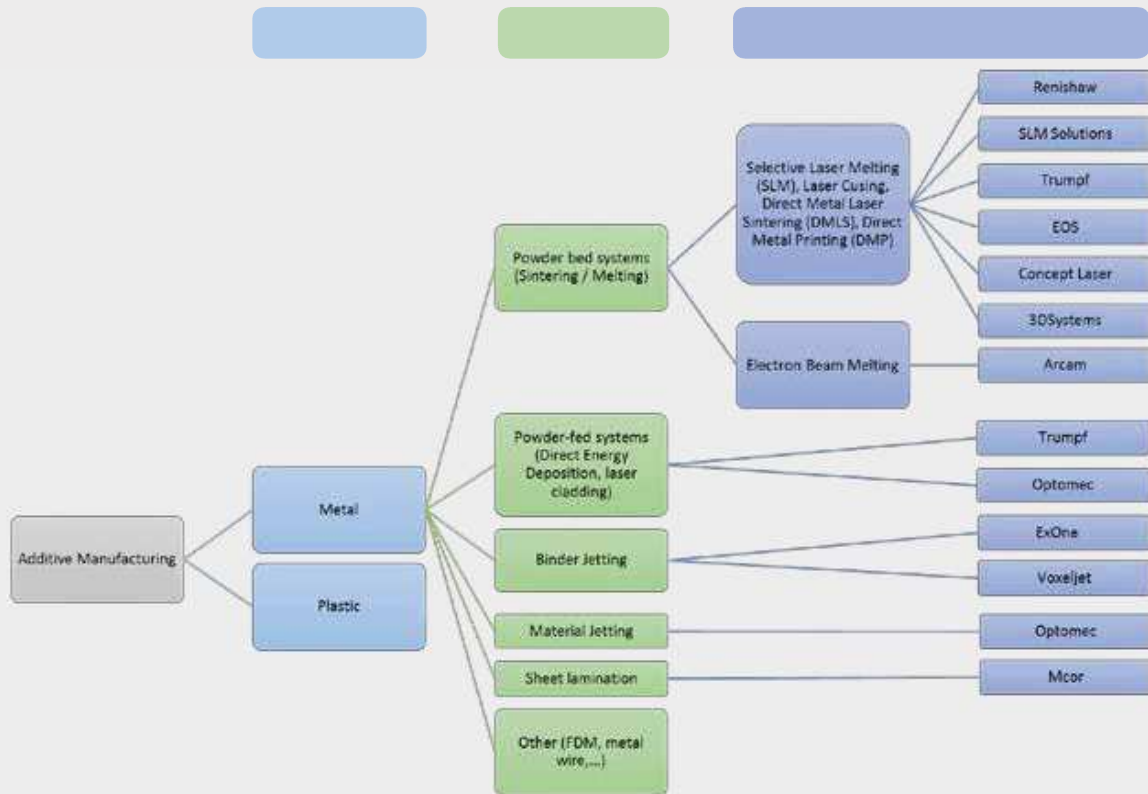 Renishaw
SLM Solutions
Trumpf
EOS
Concept Laser
3DSystems
Arcam
Selective Laser Melting
(SLM), Laser Cusing,
Direct Metal Laser
Sintering (DMLS), Direct
Metal Printing (DMP)
Electron Beam Melting
Powder bed systems
(Sintering / Melting)
Powder-fed systems
(Direct Energy
Deposition, laser
cladding)
Trumpf
Optomec
Metal
Additive Manufacturing
Plastic
Binder Jetting
ExOne
Voxeljet
Material Jetting
Optomec
Sheet lamination
Mcor
Other (FDM, metal
wire,...)